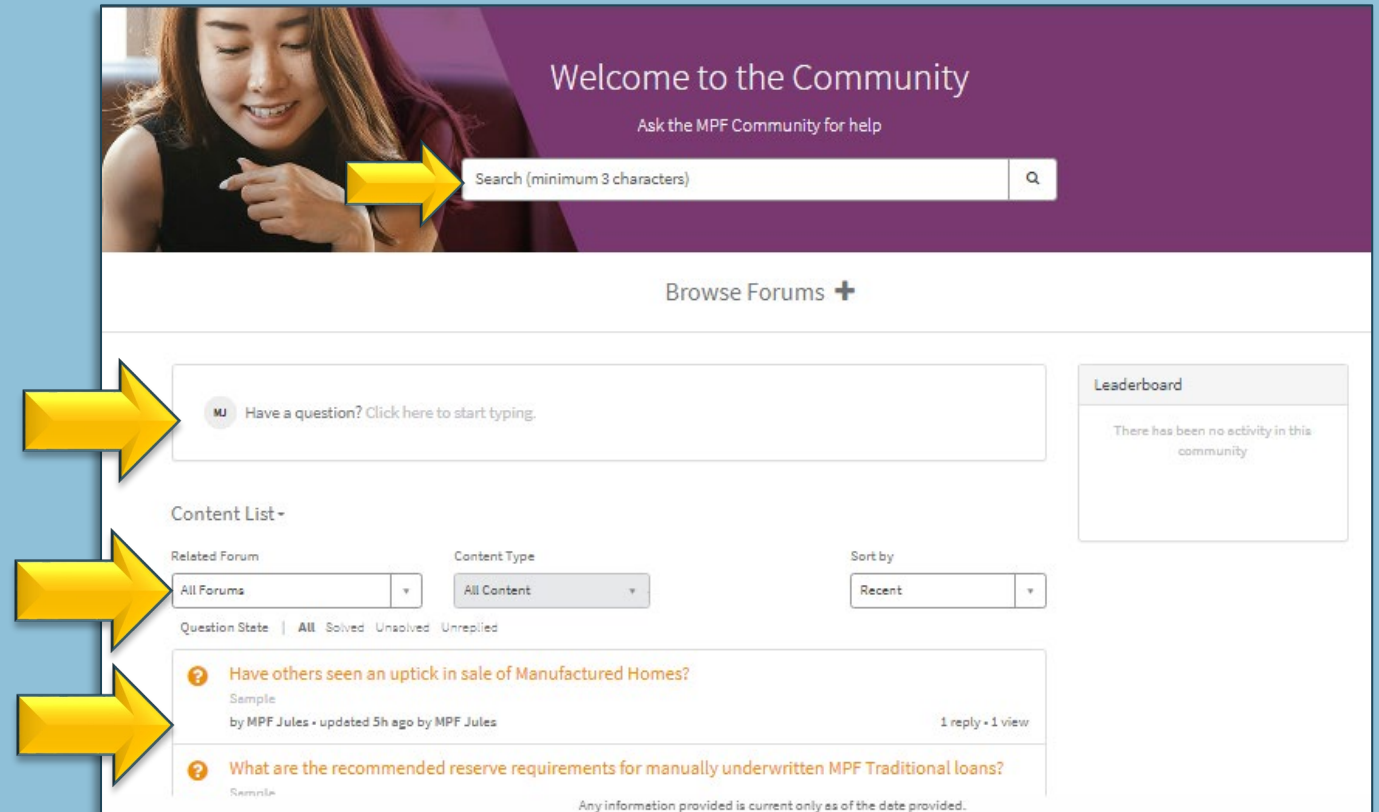 Welcome to the Community
Ask the MPF Community for help
Search (minimum 3 characters)
Browse Forums
MJ Have a question? Click here to start typing.
Leaderboard
There has been no activity in this
community
Content List
Related Forum Content Type Sort by
All Forums All Content Recent
Question State | All Solved Unsolved Unreplied
Have others seen an uptick in sale of Manufactured Homes?
Sample
by MPF Jules • updated 5h ago by MPF Jules 1 reply • 1 view
What are the recommended reserve requirements for manually underwritten MPF Traditional loans?
Sample
Any information provided is current only as of the date provided.